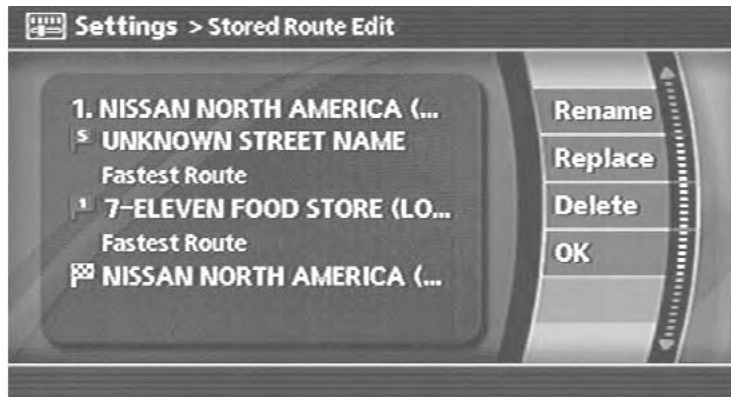 Settings > Stored Route Edit
1. NISSAN NORTH AMERICA (...
S UNKNOWN STREET NAME
Fastest Route
1 7-ELEVEN FOOD STORE (LO...
Fastest Route
NISSAN NORTH AMERICA (...
Rename
Replace
Delete
OK